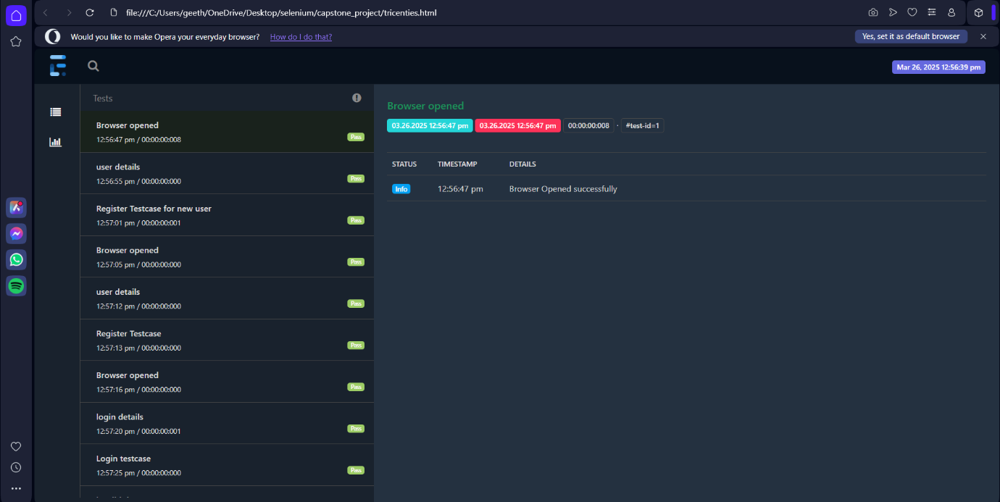 file:///C:/Users/geeth/OneDrive/Desktop/selenium/capstone_project/tricenties.html
Would you like to make Opera your everyday browser? How do I do that? Yes, set it as default browser
Mar 26, 2025 12:56:39 pm
Tests
Browser opened
12:56:47 pm / 00:00:00:008 Pass
user details
12:56:55 pm / 00:00:00:000 Pass
Register Testcase for new user
12:57:01 pm / 00:00:00:001 Pass
Browser opened
12:57:05 pm / 00:00:00:000 Pass
user details
12:57:12 pm / 00:00:00:000 Pass
Register Testcase
12:57:13 pm / 00:00:00:000 Pass
Browser opened
12:57:16 pm / 00:00:00:000 Pass
login details
12:57:20 pm / 00:00:00:001 Pass
Login testcase
12:57:25 pm / 00:00:00:000 Pass
Browser opened
03.26.2025 12:56:47 pm 03.26.2025 12:56:47 pm 00:00:00:008 · #test-id=1
STATUS TIMESTAMP DETAILS
Info 12:56:47 pm Browser Opened successfully